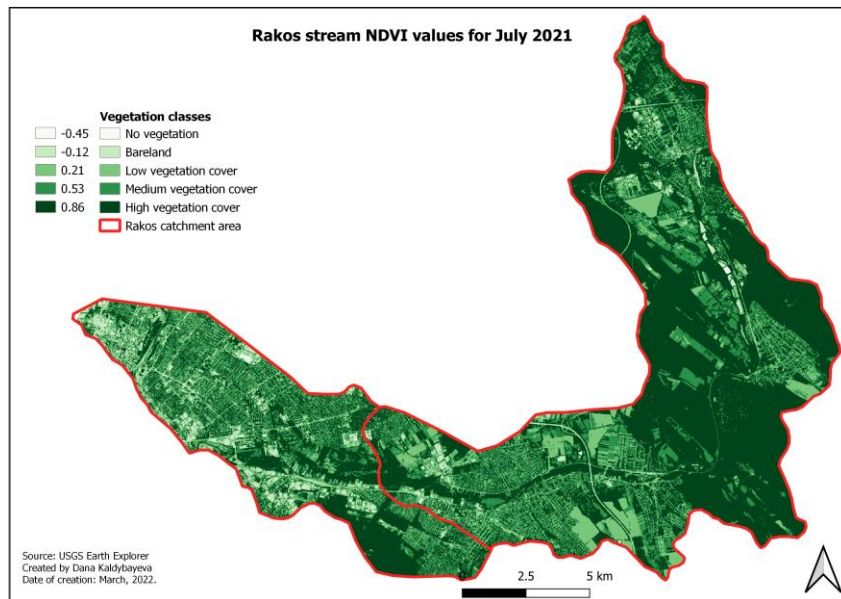 Rakos stream NDVI values for July 2021
Vegetation classes
-0.45 No vegetation
-0.12 Bareland
0.21 Low vegetation cover
0.53 Medium vegetation cover
0.86 High vegetation cover
Rakos catchment area
Source: USGS Earth Explorer
Created by Dana Kaldybayeva
Date of creation: March, 2022.
0 2.5 5 km